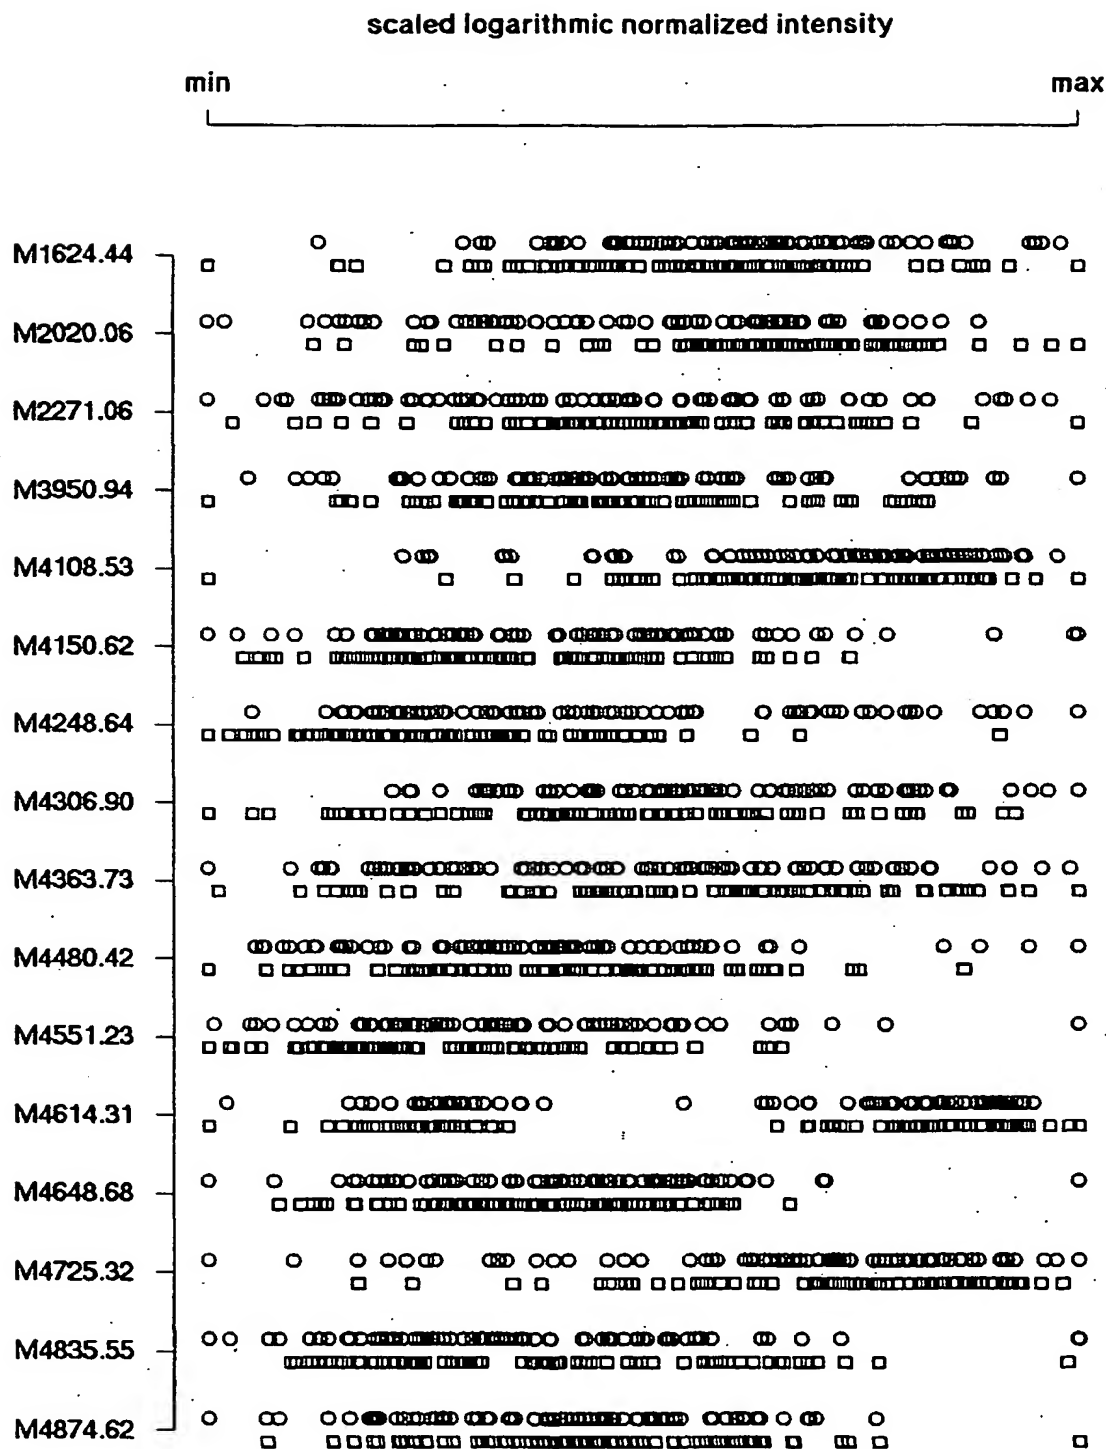 scaled logarithmic normalized intensity
min max
M1624.44
M2020.06
M2271.06
M3950.94
M4108.53
M4150.62
M4248.64
M4306.90
M4363.73
M4480.42
M4551.23
M4614.31
M4648.68
M4725.32
M4835.55
M4874.62